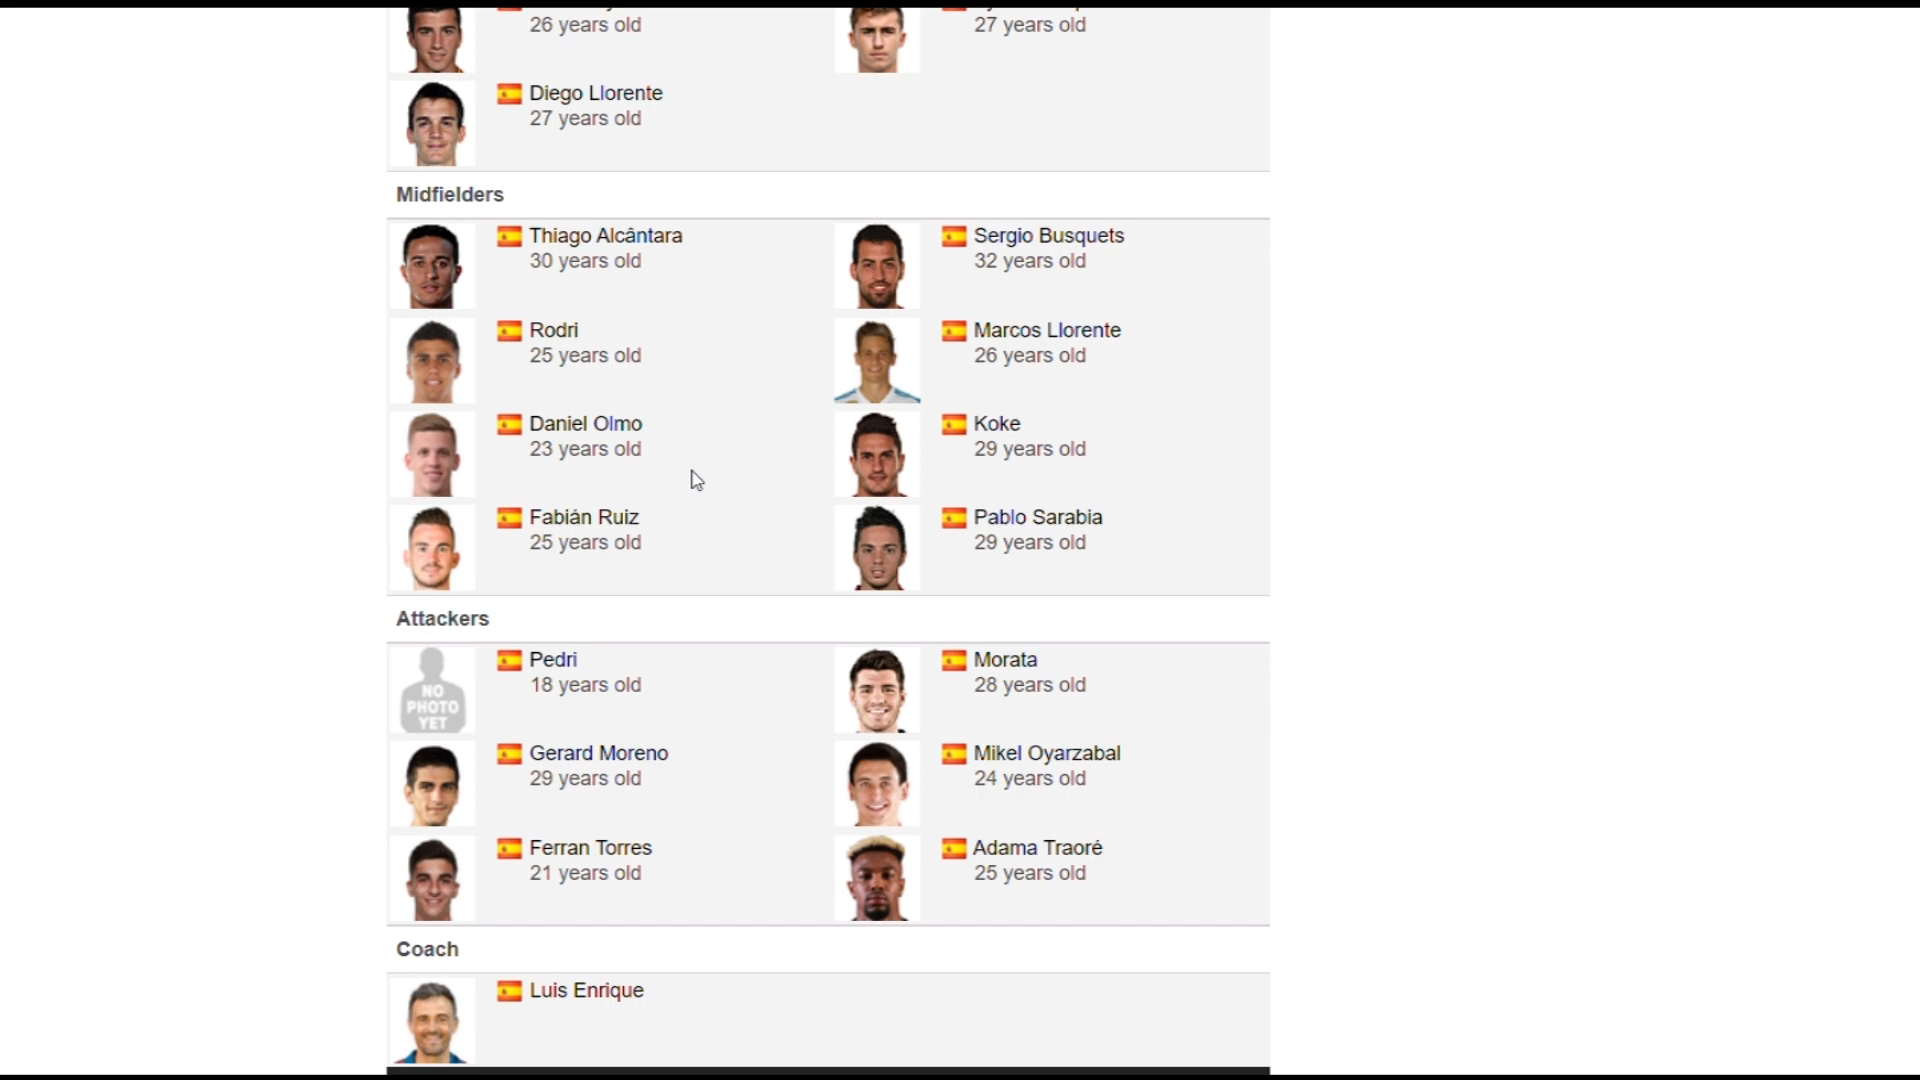 26 years old
27 years old
Diego Llorente
27 years old
Midfielders
Thiago Alcântara
30 years old
Sergio Busquets
32 years old
Rodri
25 years old
Marcos Llorente
26 years old
Daniel Olmo
23 years old
Koke
29 years old
Fabián Ruiz
25 years old
Pablo Sarabia
29 years old
Attackers
NO
PHOTO
YET
Pedri
18 years old
Morata
28 years old
Gerard Moreno
29 years old
Mikel Oyarzabal
24 years old
Ferran Torres
21 years old
Adama Traoré
25 years old
Coach
Luis Enrique